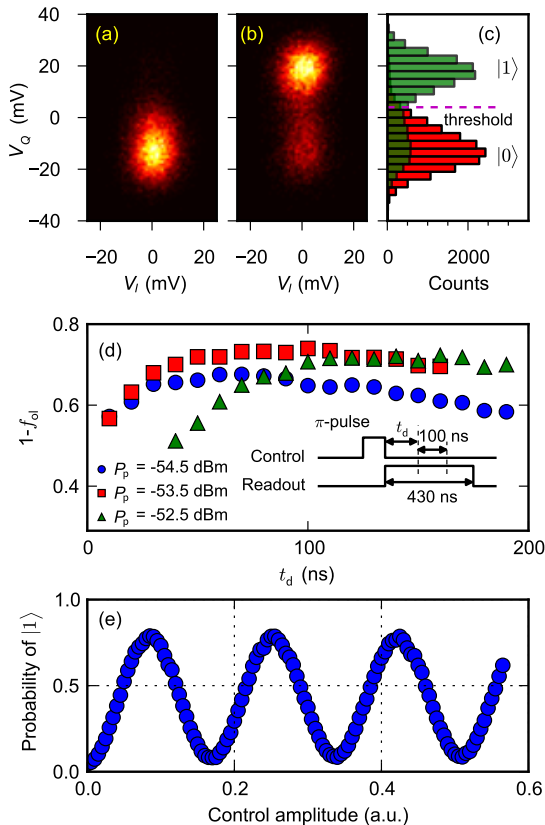 (a)
(b)
(c)
40
20
0
−20
−40
V_Q (mV)
−20 0 20
V_I (mV)
−20 0 20
V_I (mV)
0 2000
Counts
|1⟩
threshold
|0⟩
(d)
0.8
0.6
0.4
1-f_ol
π-pulse
t_d
100 ns
Control
Readout
430 ns
P_p = -54.5 dBm
P_p = -53.5 dBm
P_p = -52.5 dBm
0 100 200
t_d (ns)
(e)
1.0
0.5
0.0
Probability of |1⟩
0.0 0.2 0.4 0.6
Control amplitude (a.u.)